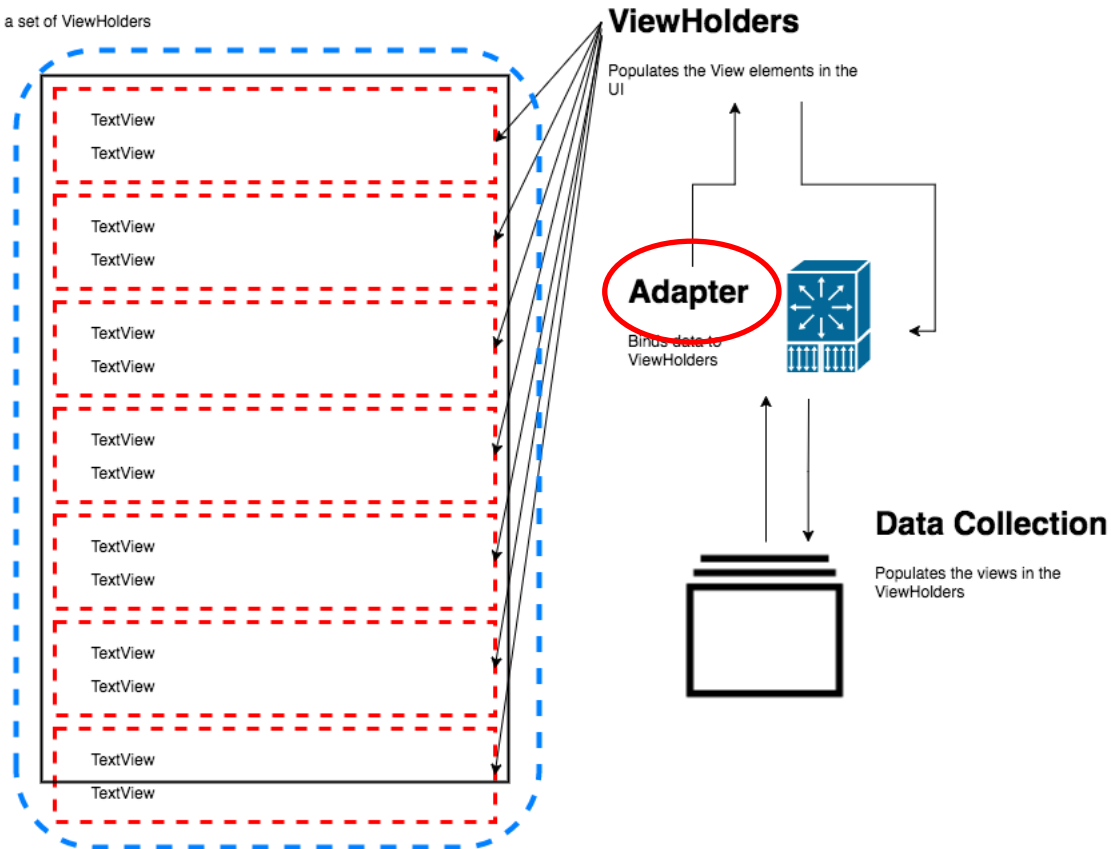 a set of ViewHolders
TextView
TextView
TextView
TextView
TextView
TextView
TextView
TextView
TextView
TextView
TextView
TextView
TextView
TextView
ViewHolders
Populates the View elements in the
UI
Adapter
Binds data to
ViewHolders
Data Collection
Populates the views in the
ViewHolders